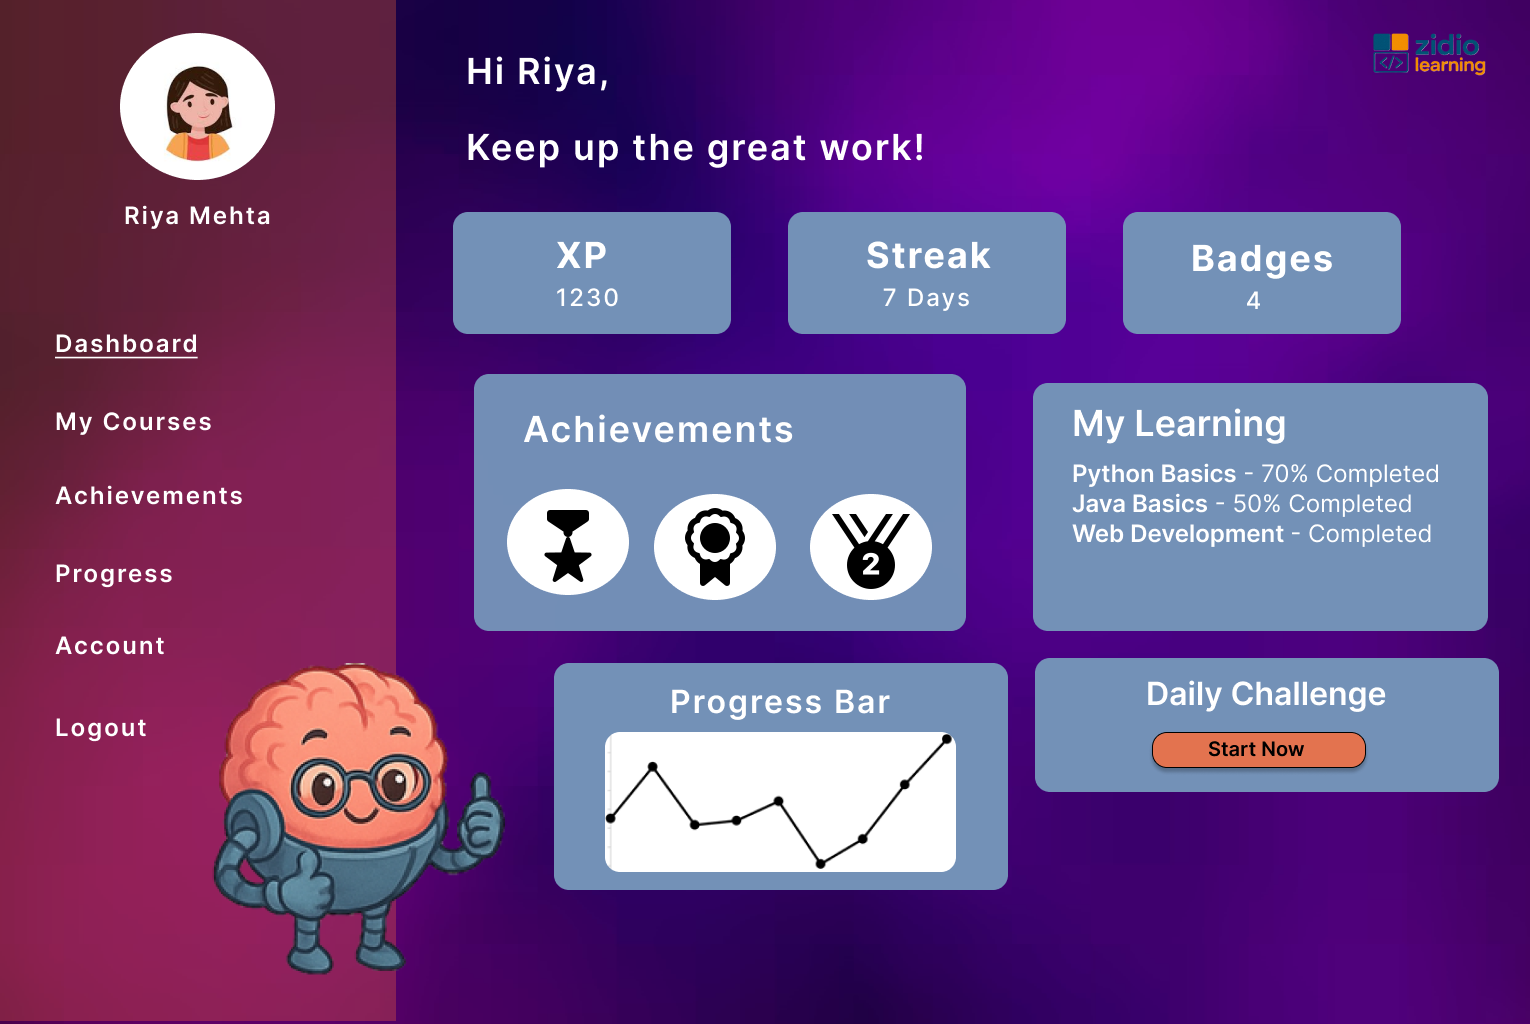 Riya Mehta
Dashboard
My Courses
Achievements
Progress
Account
Logout
Hi Riya,
Keep up the great work!
zidio
</>
learning
XP
1230
Streak
7 Days
Badges
4
Achievements
2
My Learning
Python Basics - 70% Completed
Java Basics - 50% Completed
Web Development - Completed
Progress Bar
Daily Challenge
Start Now